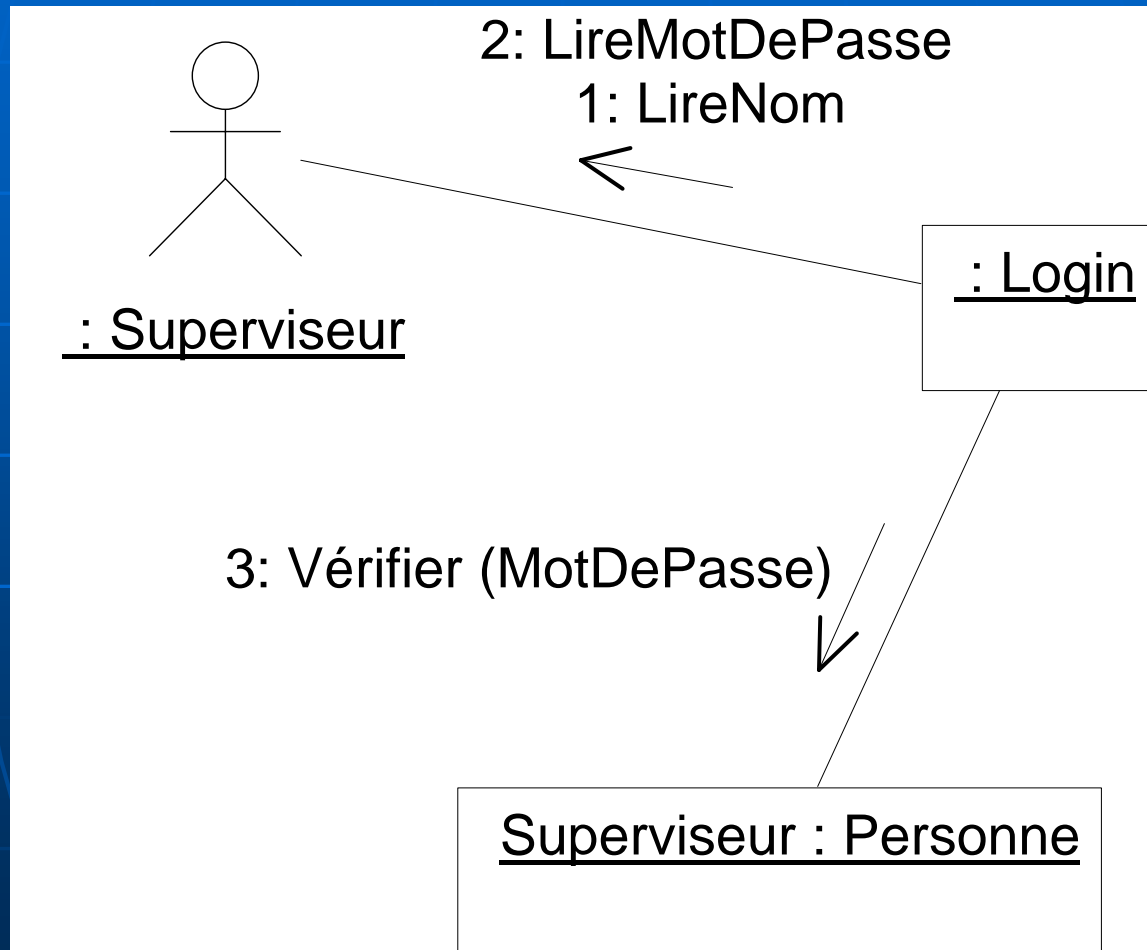 2: LireMotDePasse
1: LireNom
: Login
: Superviseur
3: Vérifier (MotDePasse)
Superviseur : Personne